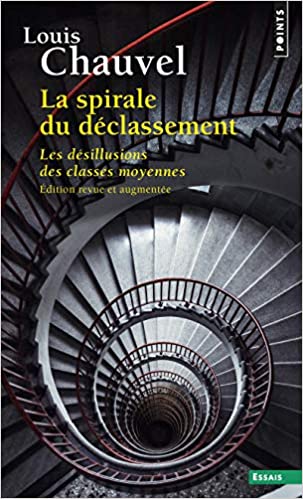 Louis
Chauvel
POINTS
La spirale
du déclassement
Les désillusions
des classes moyennes
Édition revue et augmentée
ESSAIS